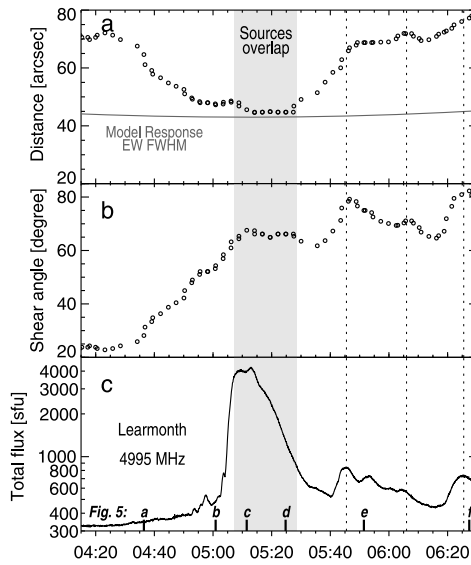 a
80
60
40
20
Distance [arcsec]
Sources
overlap
Model Response
EW FWHM
b
80
60
40
20
Shear angle [degree]
c
4000
3000
2000
1000
800
600
400
300
Total flux [sfu]
Learmonth
4995 MHz
Fig. 5: a b c d e f
04:20 04:40 05:00 05:20 05:40 06:00 06:20